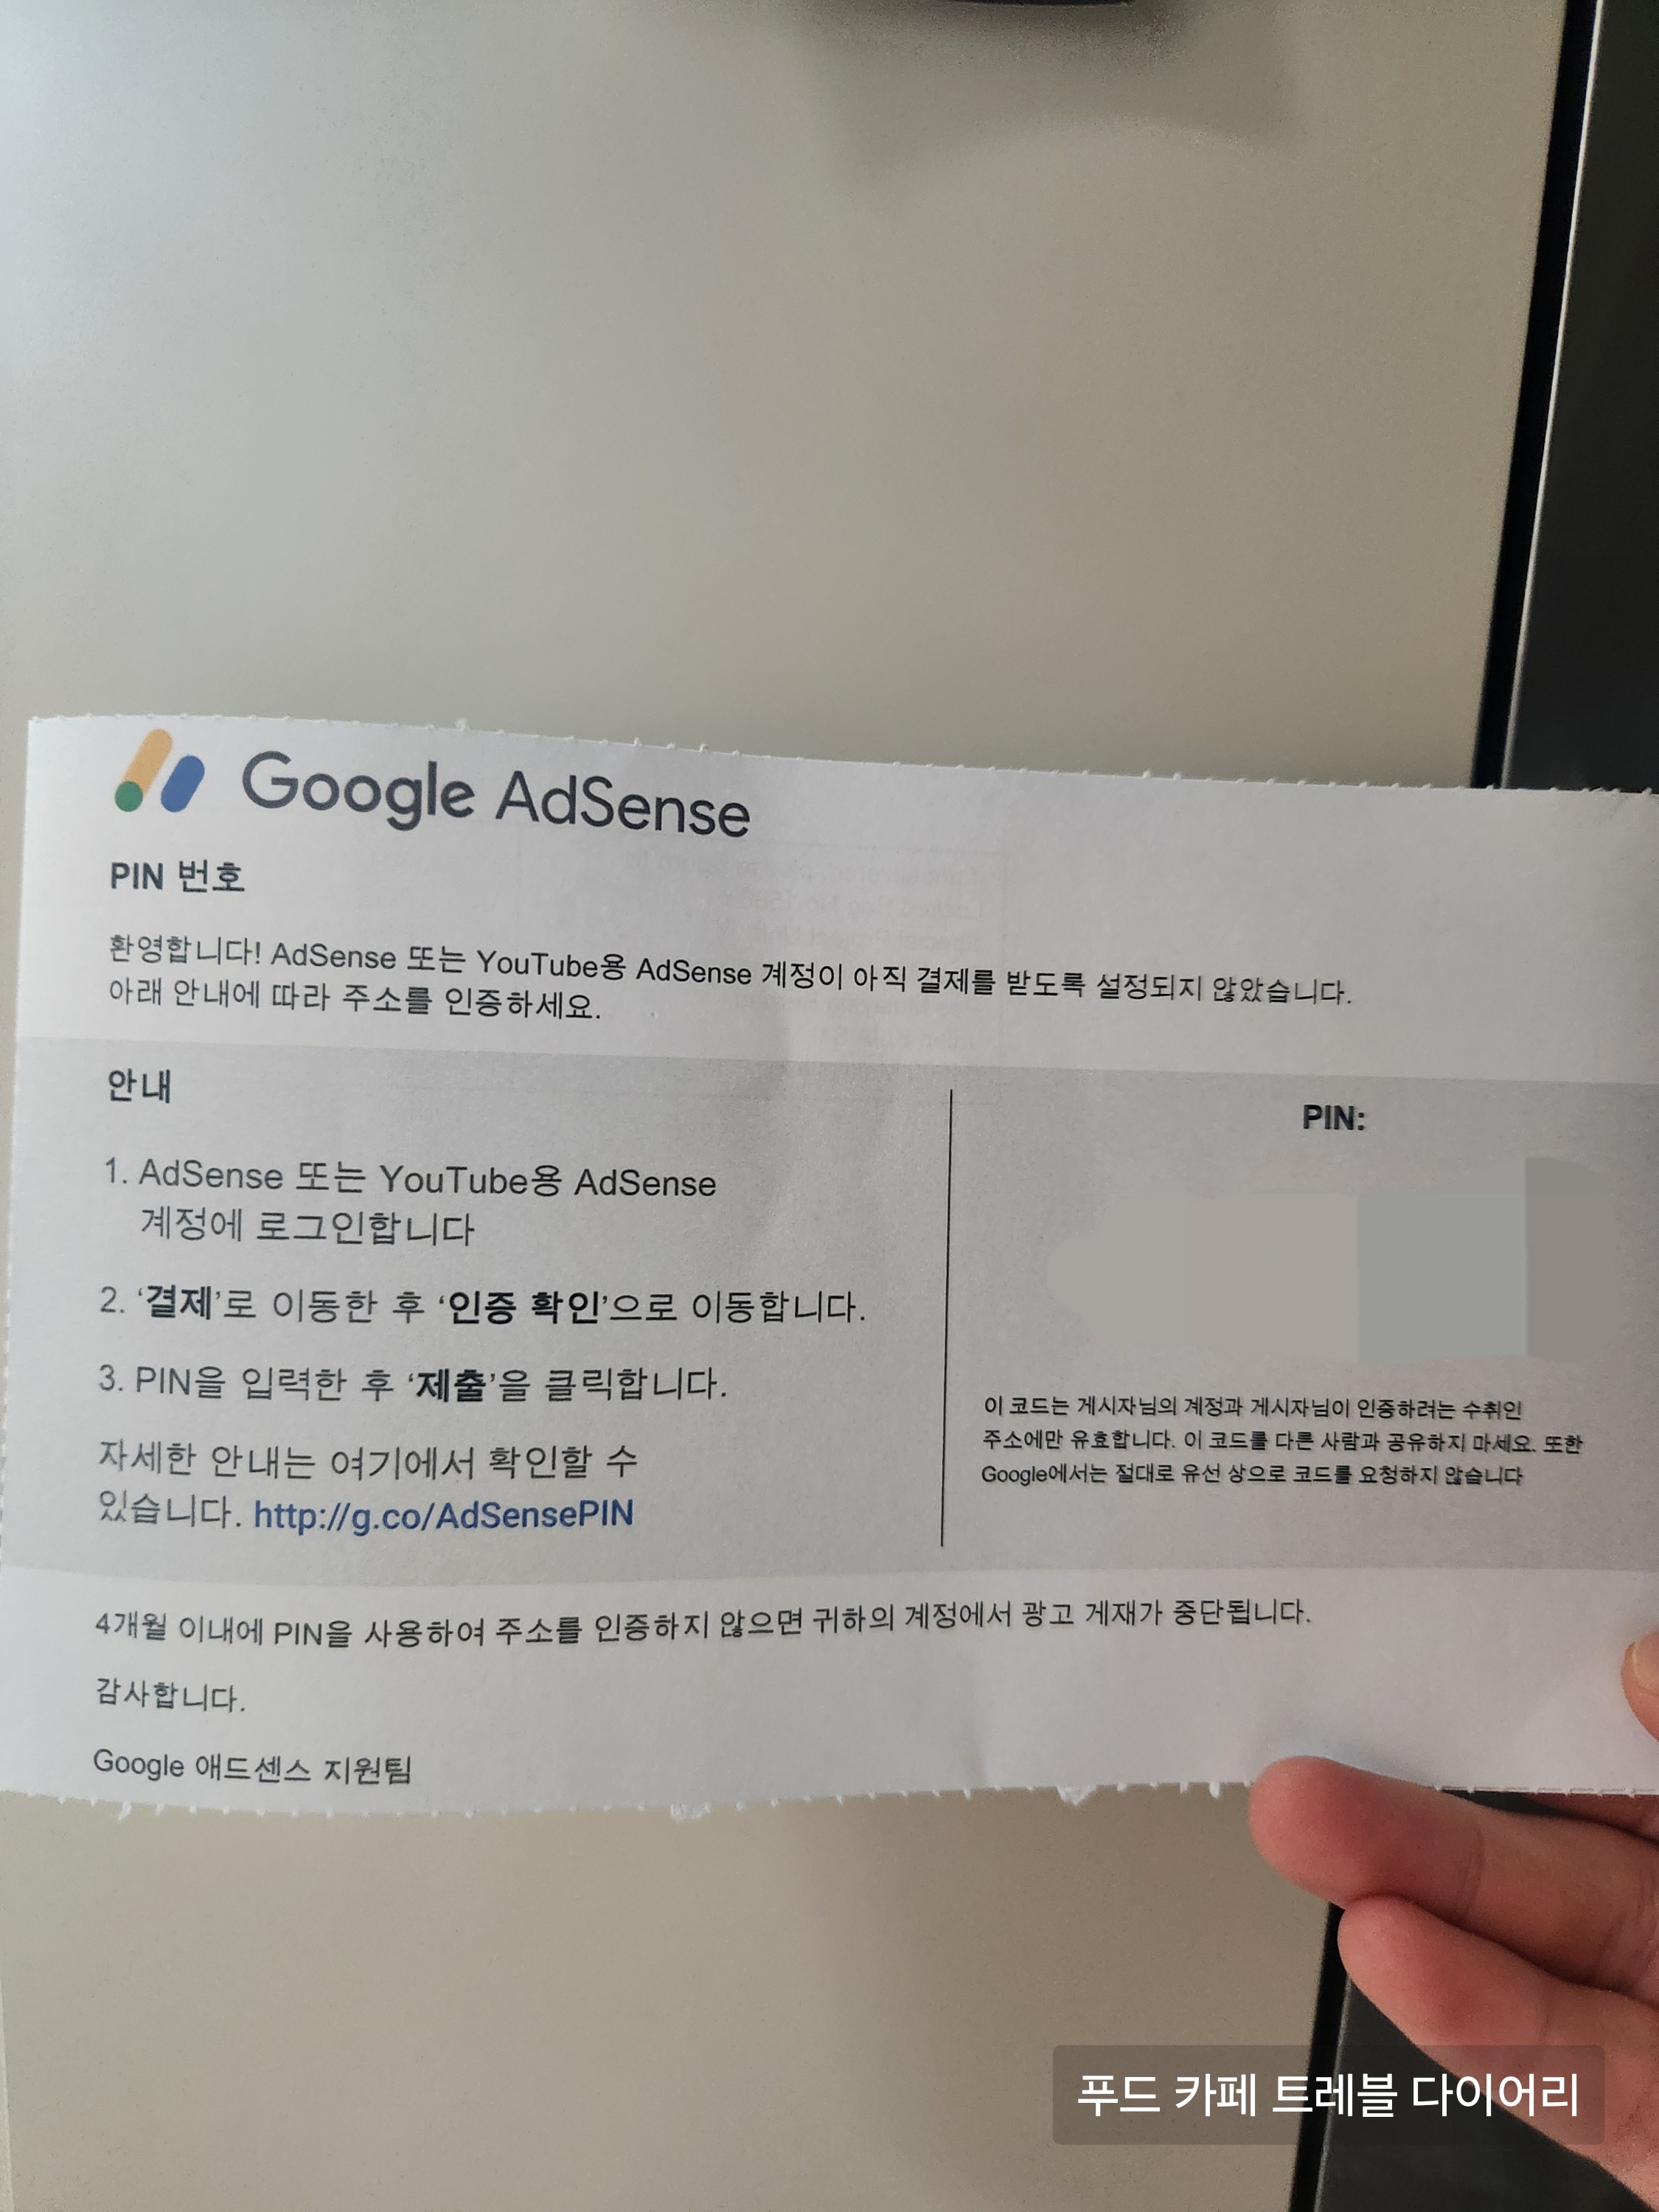 Google AdSense
PIN 번호
환영합니다! AdSense 또는 YouTube용 AdSense 계정이 아직 결제를 받도록 설정되지 않았습니다.
아래 안내에 따라 주소를 인증하세요.
안내
1. AdSense 또는 YouTube용 AdSense
계정에 로그인합니다
2. ‘결제’로 이동한 후 ‘인증 확인’으로 이동합니다.
3. PIN을 입력한 후 ‘제출’을 클릭합니다.
자세한 안내는 여기에서 확인할 수
있습니다. http://g.co/AdSensePIN
PIN:
이 코드는 게시자님의 계정과 게시자님이 인증하려는 수취인
주소에만 유효합니다. 이 코드를 다른 사람과 공유하지 마세요. 또한
Google에서는 절대로 유선 상으로 코드를 요청하지 않습니다
4개월 이내에 PIN을 사용하여 주소를 인증하지 않으면 귀하의 계정에서 광고 게재가 중단됩니다.
감사합니다.
Google 애드센스 지원팀
푸드 카페 트레블 다이어리